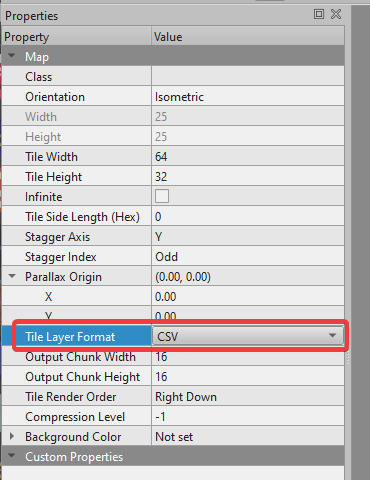 Properties
Property Value
Map
Class
Orientation Isometric
Width 25
Height 25
Tile Width 64
Tile Height 32
Infinite
Tile Side Length (Hex) 0
Stagger Axis Y
Stagger Index Odd
Parallax Origin (0.00, 0.00)
X 0.00
Y 0.00
Tile Layer Format CSV
Output Chunk Width 16
Output Chunk Height 16
Tile Render Order Right Down
Compression Level -1
Background Color Not set
Custom Properties